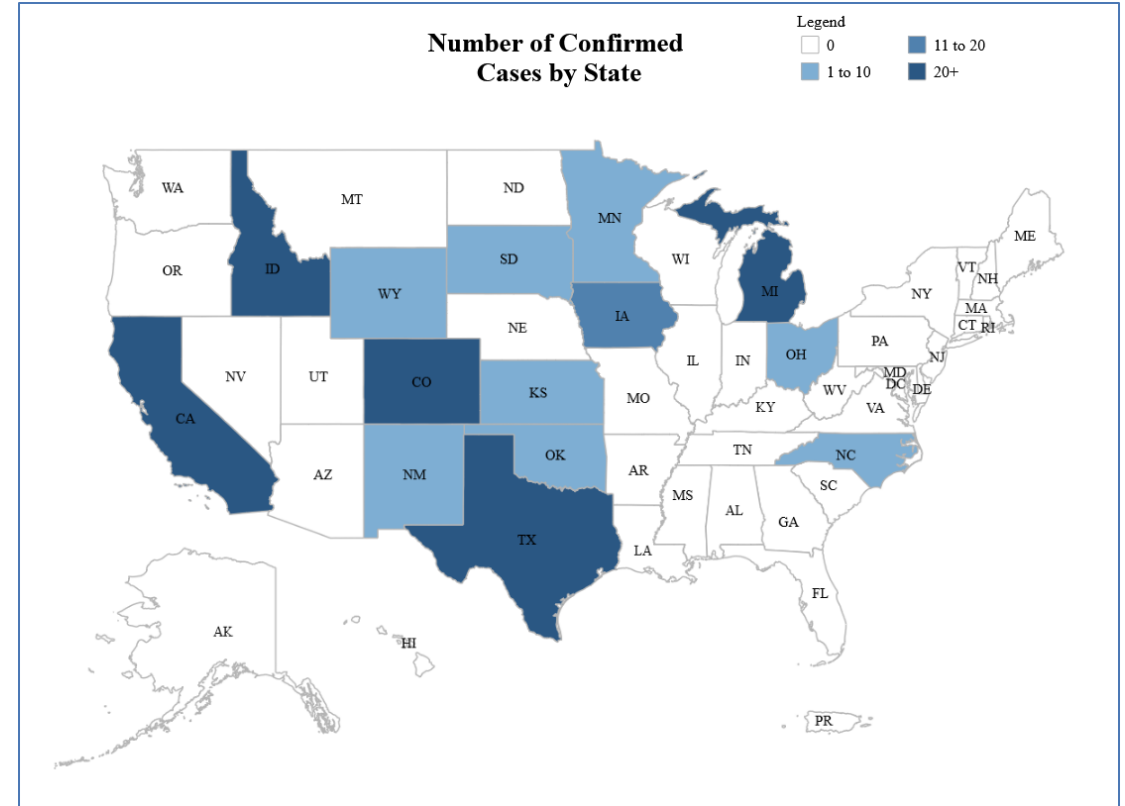 Number of Confirmed
Cases by State
Legend
0
11 to 20
1 to 10
20+
WA
MT
ND
MN
OR
ID
WY
SD
WI
MI
ME
VT
NH
NY
MA
CT
RI
NV
UT
CO
NE
IA
IL
IN
OH
PA
NJ
MD
DC
DE
CA
KS
MO
KY
WV
VA
AZ
NM
OK
AR
TN
NC
SC
TX
LA
MS
AL
GA
FL
AK
HI
PR